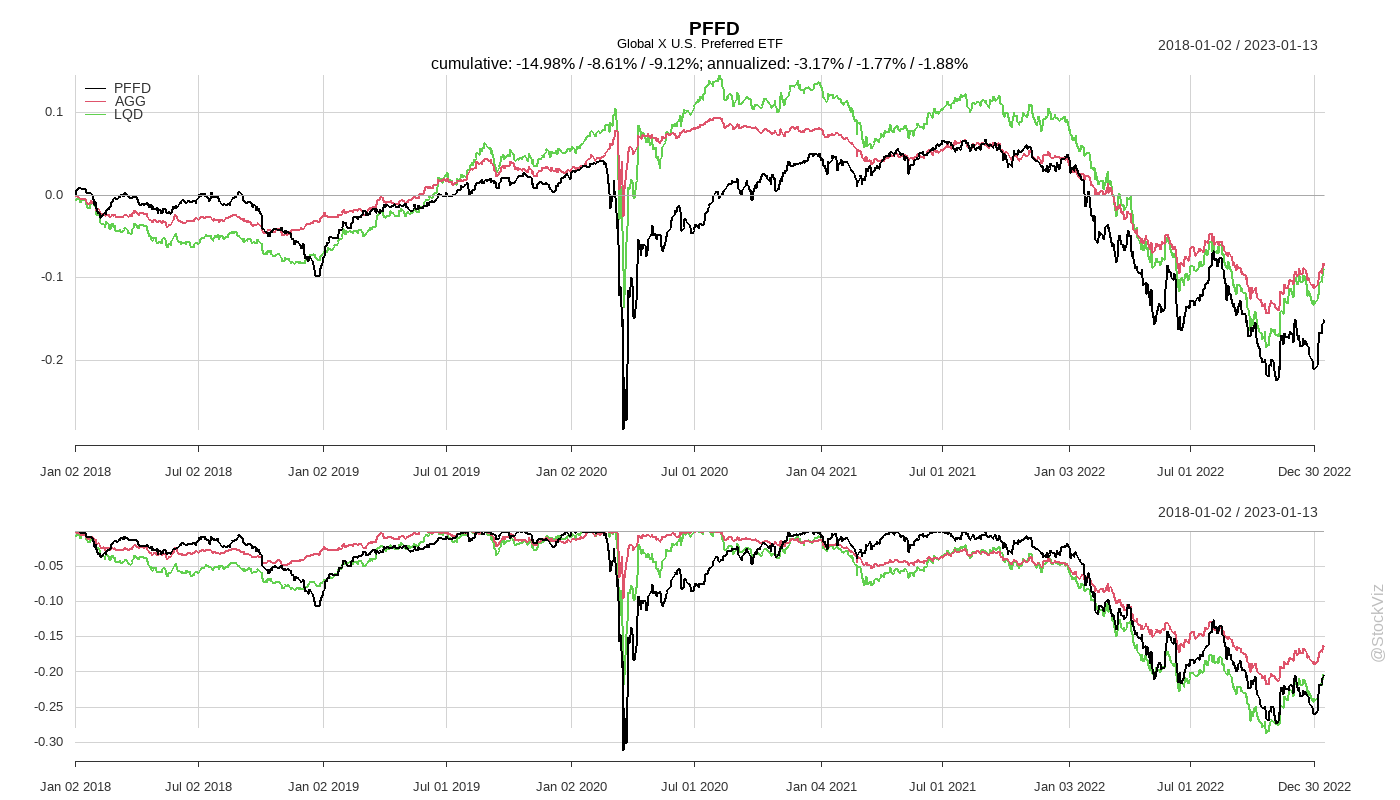 PFFD
Global X U.S. Preferred ETF
2018-01-02 / 2023-01-13
cumulative: -14.98% / -8.61% / -9.12%; annualized: -3.17% / -1.77% / -1.88%
PFFD
AGG
LQD
0.1
0.0
-0.1
-0.2
Jan 02 2018 Jul 02 2018 Jan 02 2019 Jul 01 2019 Jan 02 2020 Jul 01 2020 Jan 04 2021 Jul 01 2021 Jan 03 2022 Jul 01 2022 Dec 30 2022
2018-01-02 / 2023-01-13
-0.05
-0.10
-0.15
-0.20
-0.25
-0.30
Jan 02 2018 Jul 02 2018 Jan 02 2019 Jul 01 2019 Jan 02 2020 Jul 01 2020 Jan 04 2021 Jul 01 2021 Jan 03 2022 Jul 01 2022 Dec 30 2022
@StockViz